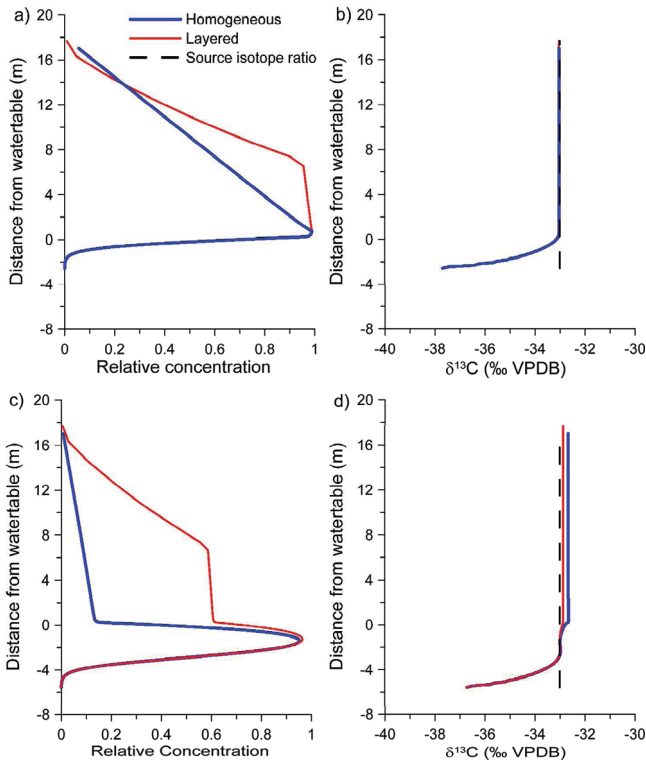 a)
Homogeneous
Layered
Source isotope ratio
Distance from watertable (m)
20
16
12
8
4
0
-4
-8
0 0.2 0.4 0.6 0.8 1
Relative concentration
b)
Distance from watertable (m)
20
16
12
8
4
0
-4
-8
-40 -38 -36 -34 -32 -30
δ13C (‰ VPDB)
c)
Distance from watertable (m)
20
16
12
8
4
0
-4
-8
0 0.2 0.4 0.6 0.8 1
Relative Concentration
d)
Distance from watertable (m)
20
16
12
8
4
0
-4
-8
-40 -38 -36 -34 -32 -30
δ13C (‰ VPDB)